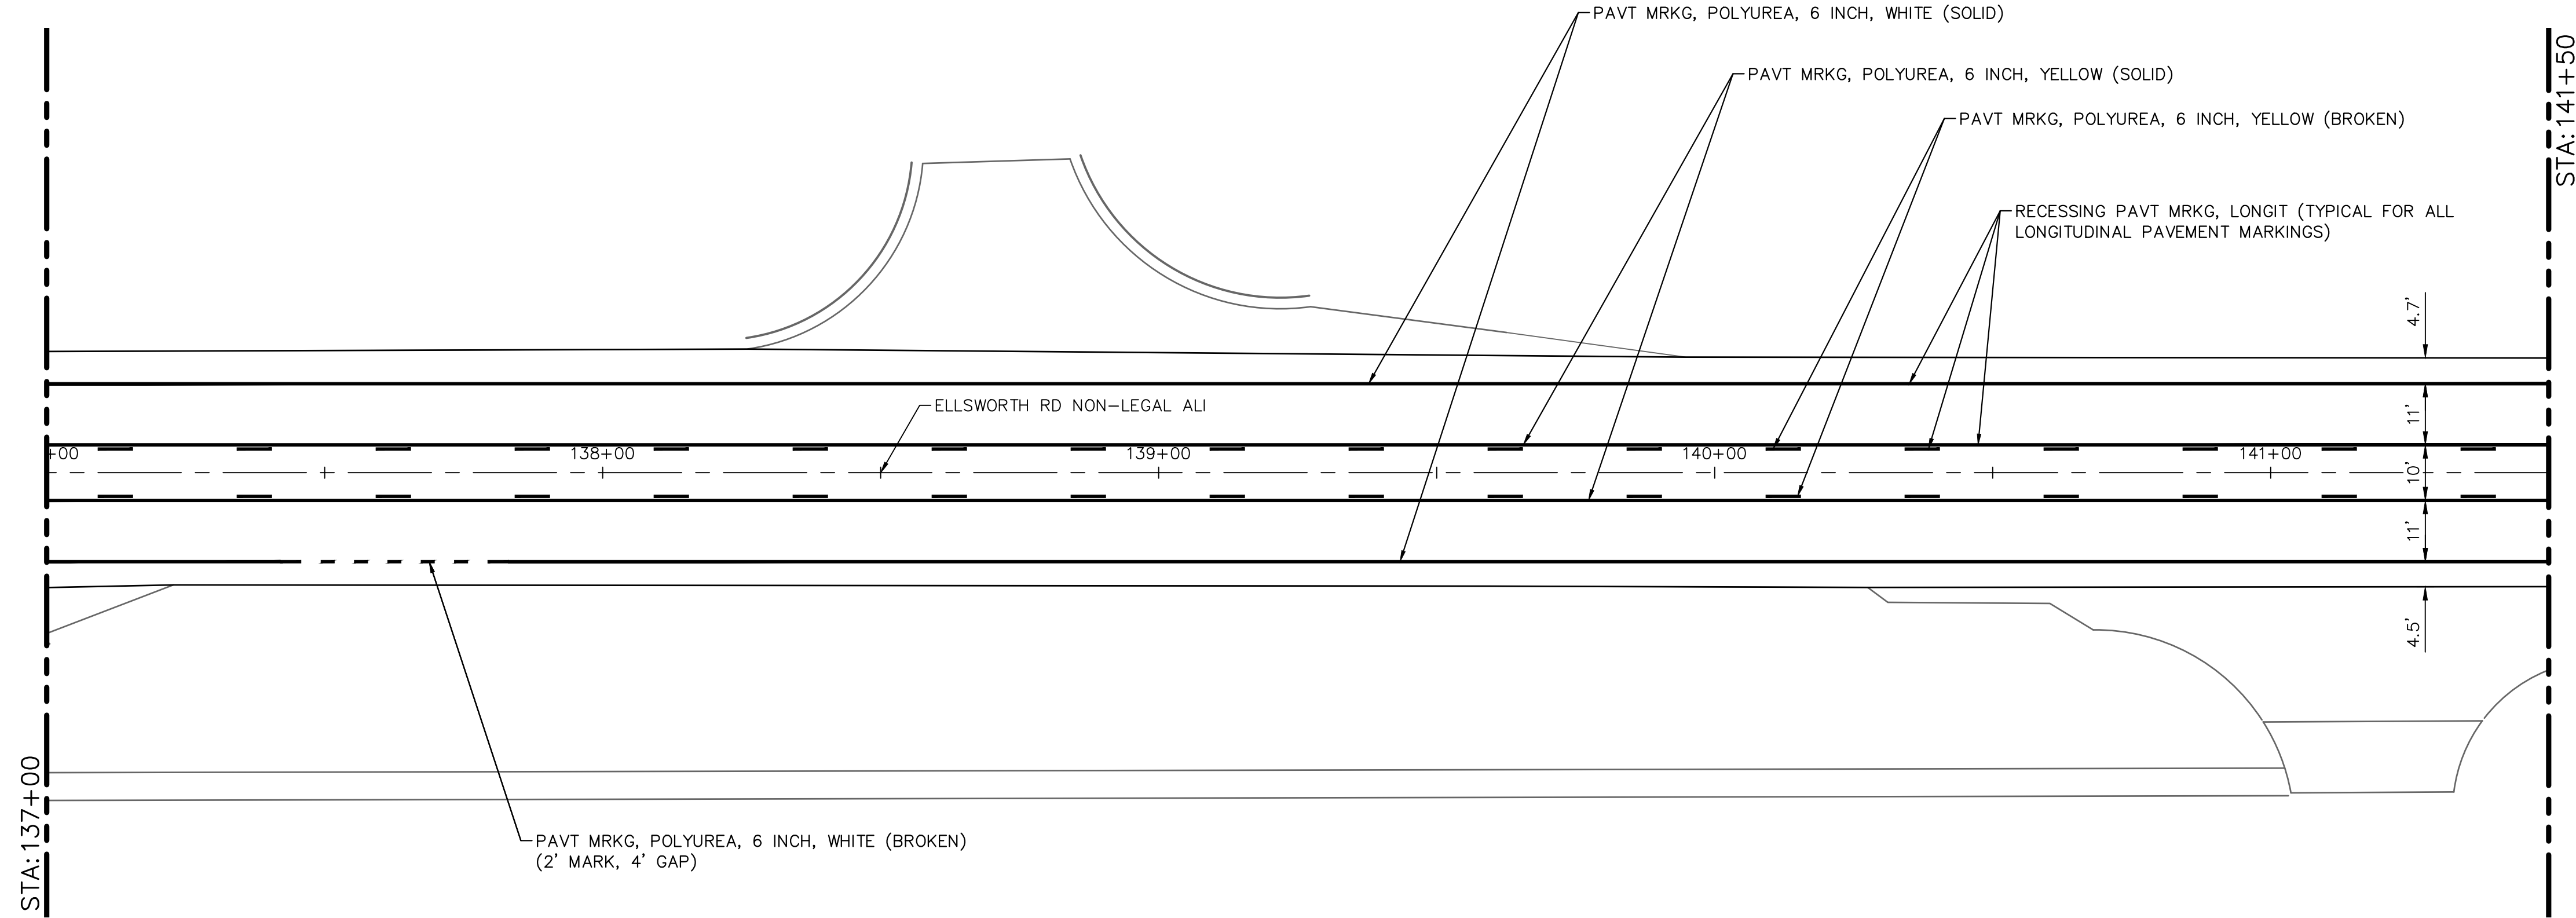 PAVT MRKG, POLYUREA, 6 INCH, WHITE (SOLID)
PAVT MRKG, POLYUREA, 6 INCH, YELLOW (SOLID)
PAVT MRKG, POLYUREA, 6 INCH, YELLOW (BROKEN)
RECESSING PAVT MRKG, LONGIT (TYPICAL FOR ALL
LONGITUDINAL PAVEMENT MARKINGS)
STA:141+50
4.7'
ELLSWORTH RD NON-LEGAL ALI
11'
+00
138+00
139+00
140+00
141+00
10'
11'
4.5'
STA:137+00
PAVT MRKG, POLYUREA, 6 INCH, WHITE (BROKEN)
(2' MARK, 4' GAP)